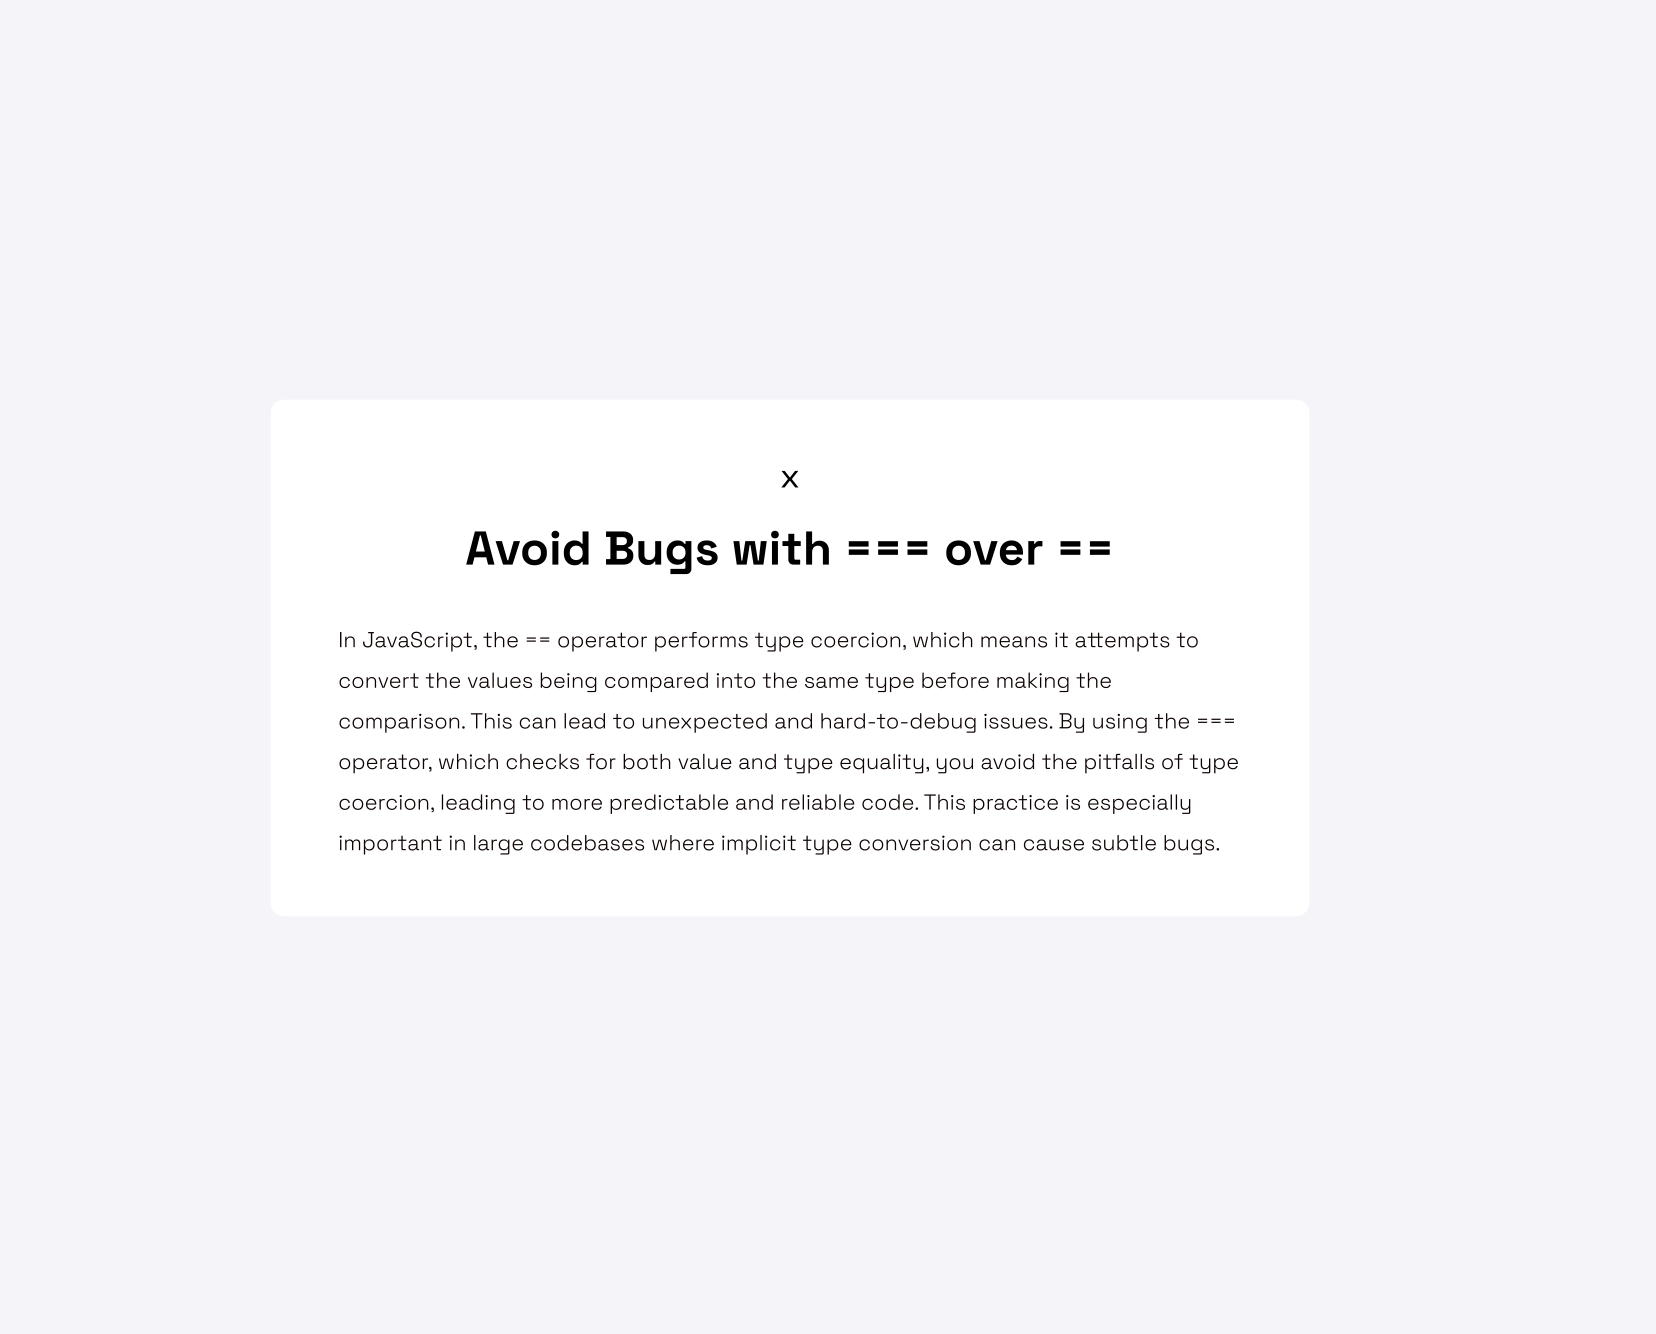 x
Avoid Bugs with === over ==
In JavaScript, the == operator performs type coercion, which means it attempts to
convert the values being compared into the same type before making the
comparison. This can lead to unexpected and hard-to-debug issues. By using the ===
operator, which checks for both value and type equality, you avoid the pitfalls of type
coercion, leading to more predictable and reliable code. This practice is especially
important in large codebases where implicit type conversion can cause subtle bugs.